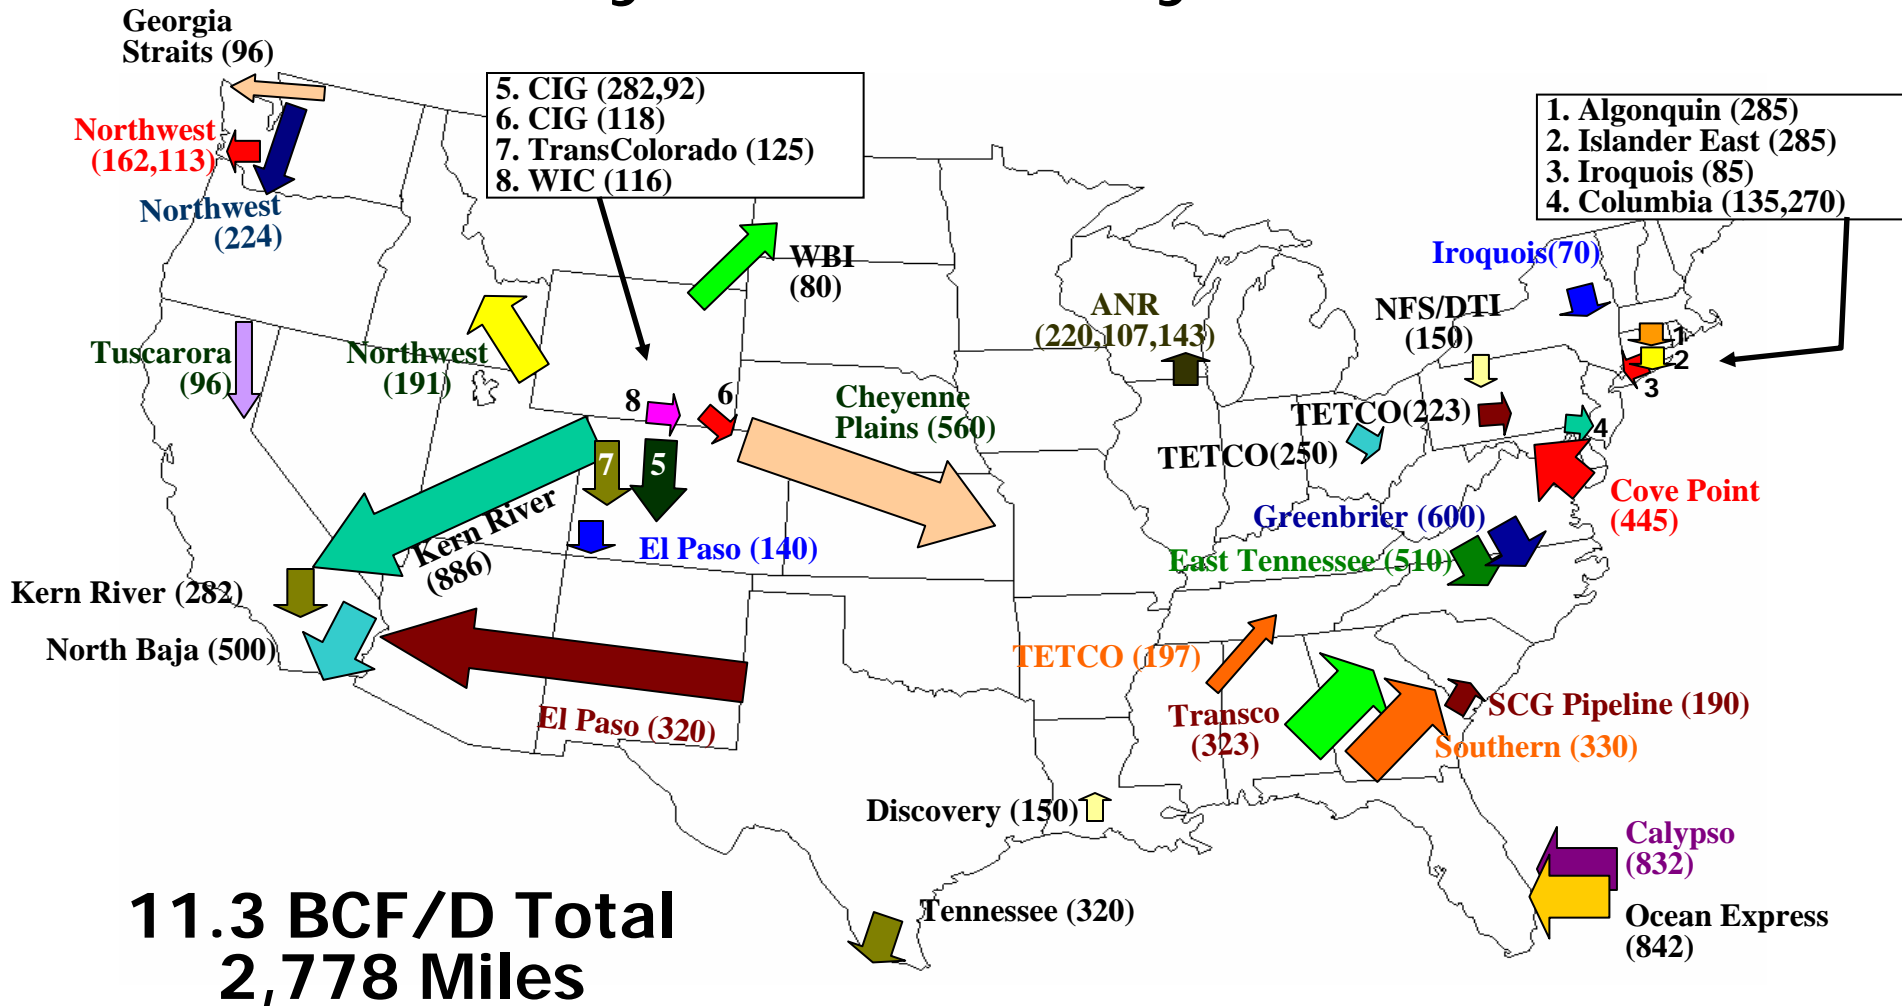 Georgia
Straits (96)
5. CIG (282,92)
6. CIG (118)
7. TransColorado (125)
8. WIC (116)
1. Algonquin (285)
2. Islander East (285)
3. Iroquois (85)
4. Columbia (135,270)
Northwest
(162,113)
Northwest
(224)
WBI
(80)
Iroquois(70)
ANR
(220,107,143)
NFS/DTI
(150)
1
2
3
Tuscarora
(96)
Northwest
(191)
8
6
Cheyenne
Plains (560)
TETCO(223)
4
TETCO(250)
7
5
Kern River
(886)
El Paso (140)
Cove Point
(445)
Greenbrier (600)
East Tennessee (510)
Kern River (282)
North Baja (500)
TETCO (197)
El Paso (320)
Transco
(323)
SCG Pipeline (190)
Southern (330)
Discovery (150)
Calypso
(832)
Tennessee (320)
Ocean Express
(842)
11.3 BCF/D Total
2,778 Miles